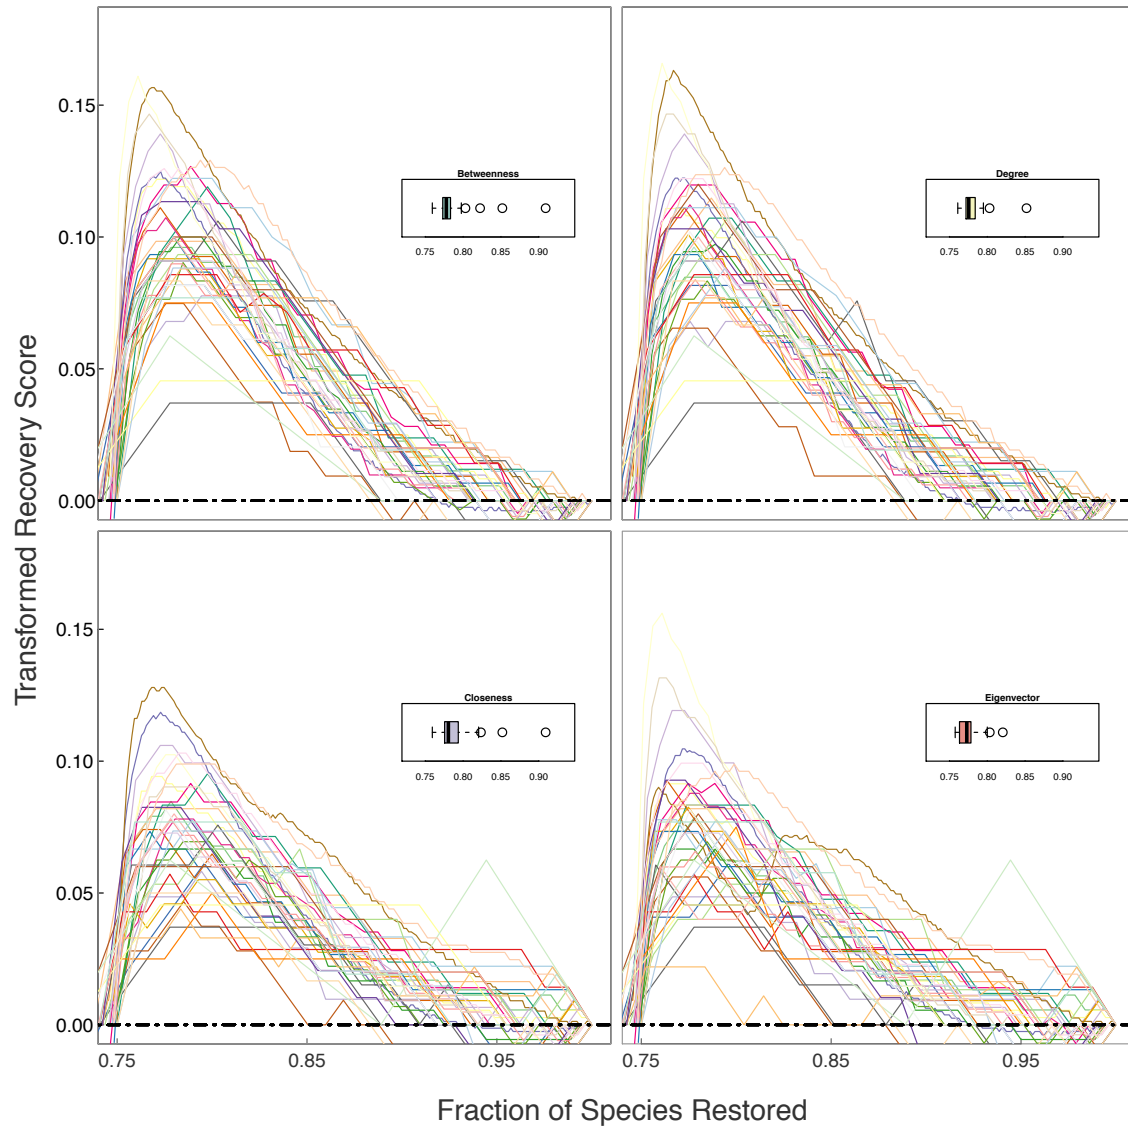 Transformed Recovery Score
0.15
0.10
0.05
0.00
Betweenness
0.75 0.80 0.85 0.90
Degree
0.75 0.80 0.85 0.90
0.15
0.10
0.05
0.00
Closeness
0.75 0.80 0.85 0.90
Eigenvector
0.75 0.80 0.85 0.90
0.75 0.85 0.95
0.75 0.85 0.95
Fraction of Species Restored